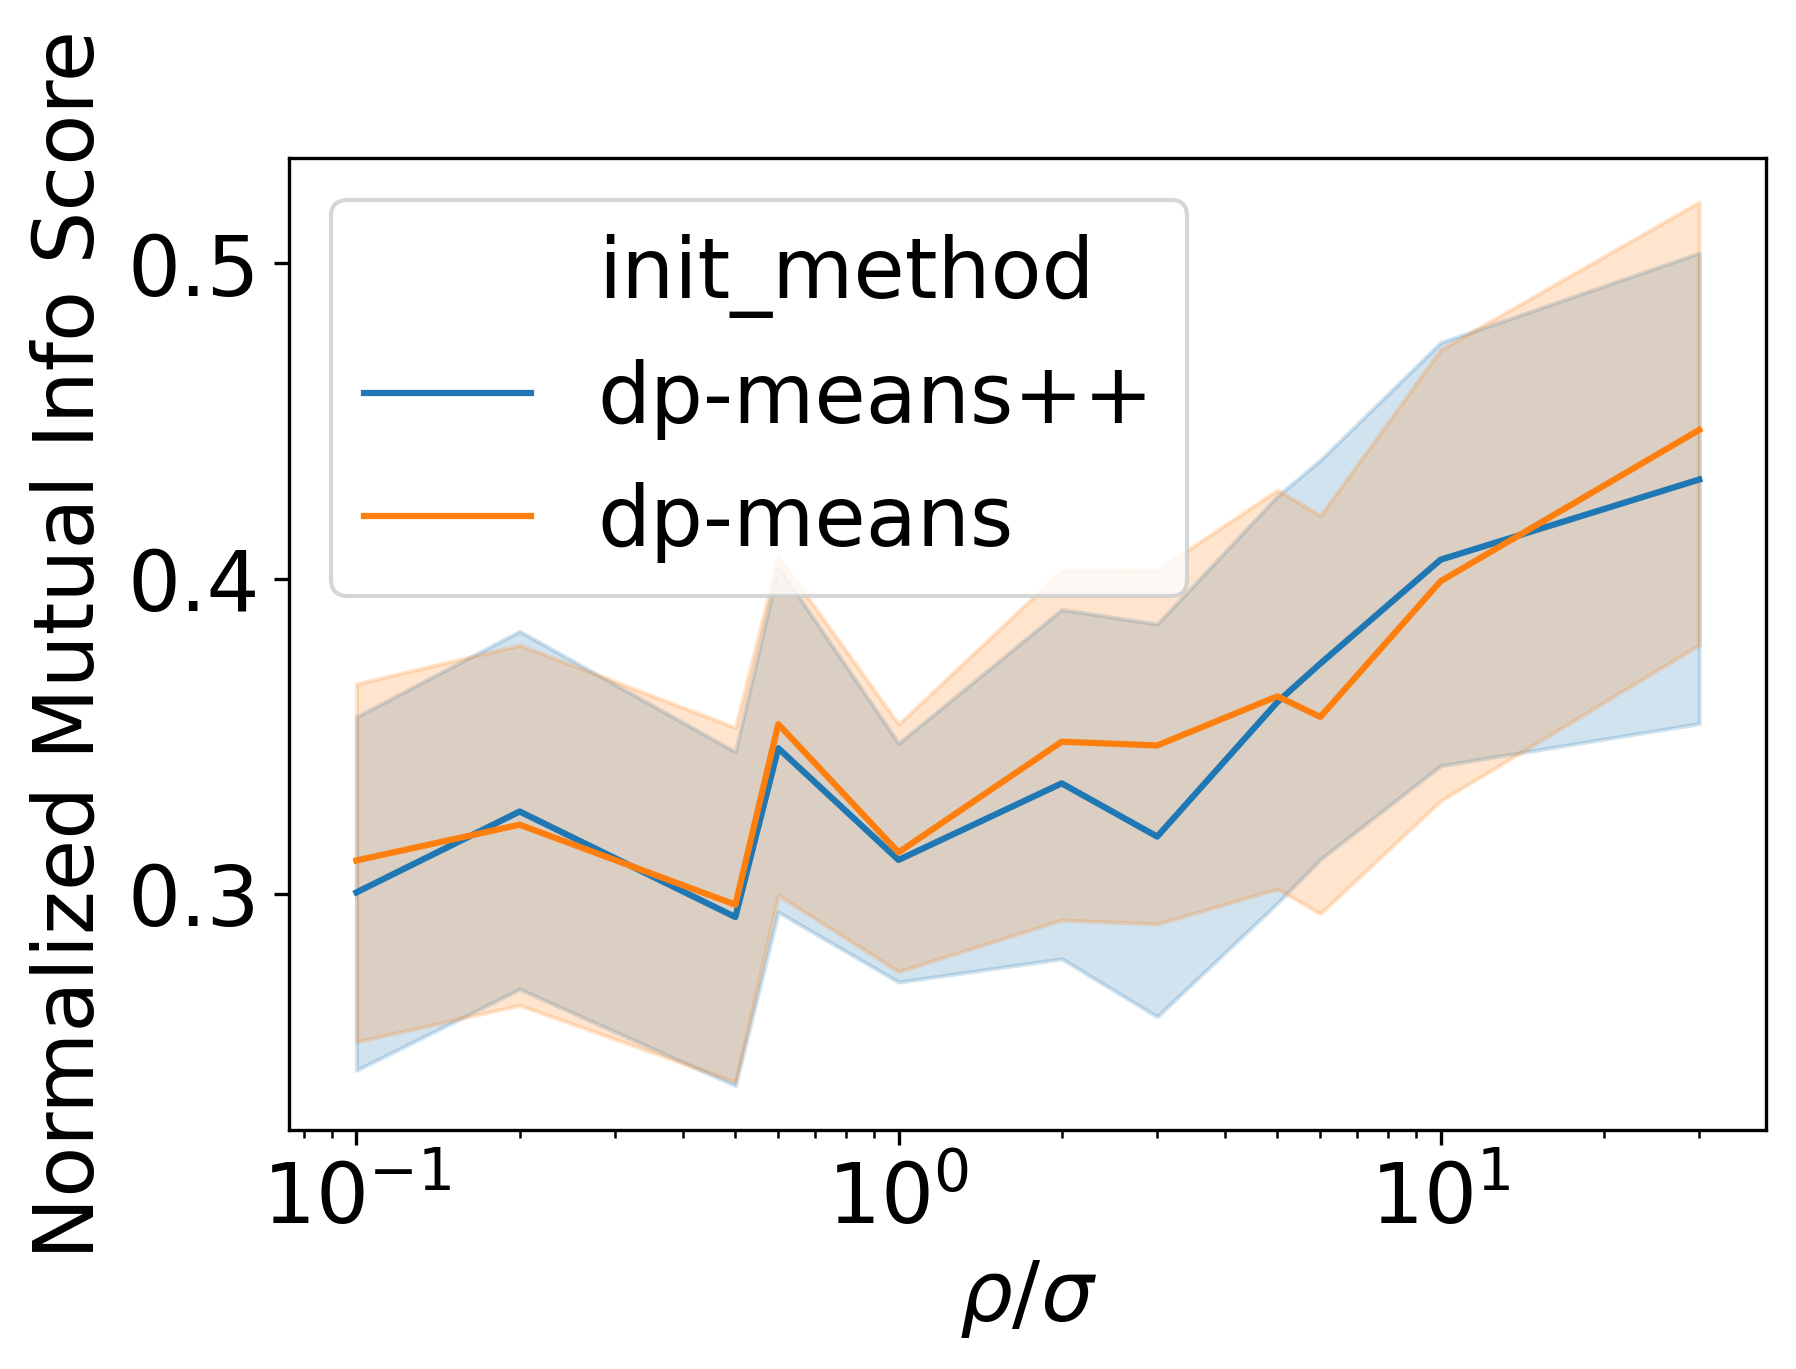 Normalized Mutual Info Score
0.5
0.4
0.3
init_method
dp-means++
dp-means
10⁻¹
10⁰
10¹
ρ/σ